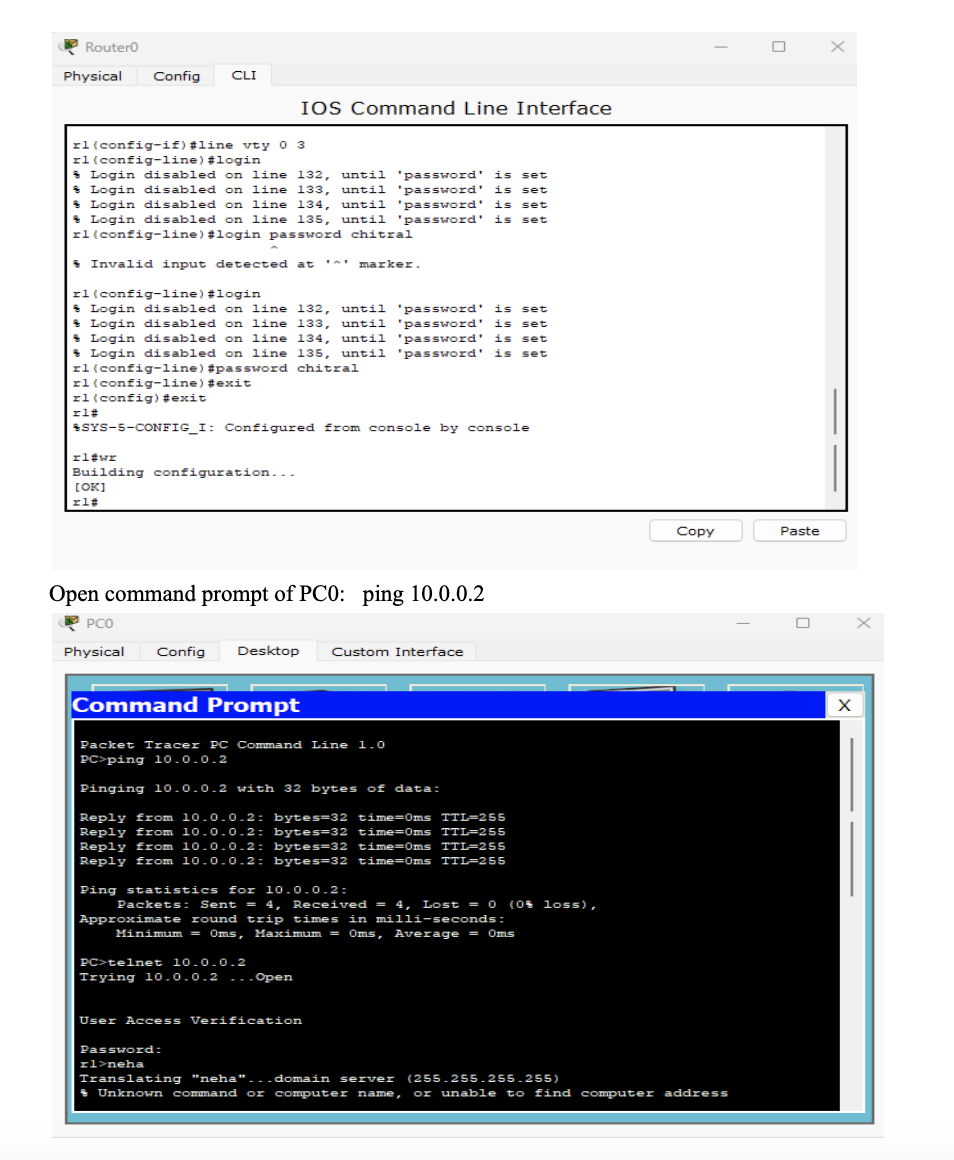 Router0
Physical Config CLI
IOS Command Line Interface
r1(config-if)#line vty 0 3
r1(config-line)#login
% Login disabled on line 132, until 'password' is set
% Login disabled on line 133, until 'password' is set
% Login disabled on line 134, until 'password' is set
% Login disabled on line 135, until 'password' is set
r1(config-line)#login password chitral
^
% Invalid input detected at '^' marker.
r1(config-line)#login
% Login disabled on line 132, until 'password' is set
% Login disabled on line 133, until 'password' is set
% Login disabled on line 134, until 'password' is set
% Login disabled on line 135, until 'password' is set
r1(config-line)#password chitral
r1(config-line)#exit
r1(config)#exit
r1#
%SYS-5-CONFIG_I: Configured from console by console
r1#wr
Building configuration...
[OK]
r1#
Copy Paste
Open command prompt of PC0: ping 10.0.0.2
PC0
Physical Config Desktop Custom Interface
Command Prompt X
Packet Tracer PC Command Line 1.0
PC>ping 10.0.0.2
Pinging 10.0.0.2 with 32 bytes of data:
Reply from 10.0.0.2: bytes=32 time=0ms TTL=255
Reply from 10.0.0.2: bytes=32 time=0ms TTL=255
Reply from 10.0.0.2: bytes=32 time=0ms TTL=255
Reply from 10.0.0.2: bytes=32 time=0ms TTL=255
Ping statistics for 10.0.0.2:
Packets: Sent = 4, Received = 4, Lost = 0 (0% loss),
Approximate round trip times in milli-seconds:
Minimum = 0ms, Maximum = 0ms, Average = 0ms
PC>telnet 10.0.0.2
Trying 10.0.0.2 ...Open
User Access Verification
Password:
r1>neha
Translating "neha"...domain server (255.255.255.255)
% Unknown command or computer name, or unable to find computer address